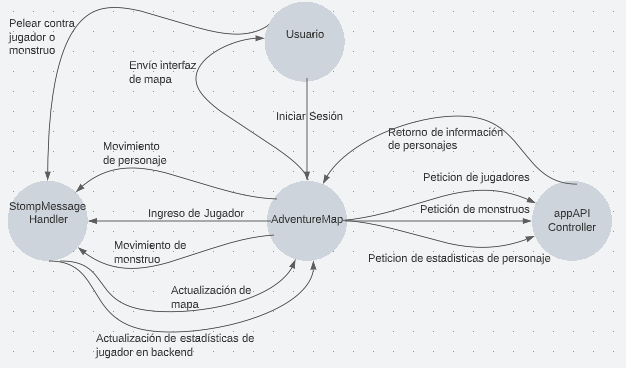 Pelear contra
jugador o
monstruo
Usuario
Envío interfaz
de mapa
Iniciar Sesión
Retorno de información
de personajes
Movimiento
de personaje
Peticion de jugadores
StompMessage
Handler
Ingreso de Jugador
AdventureMap
Petición de monstruos
appAPI
Controller
Movimiento de
monstruo
Peticion de estadisticas de personaje
Actualización de
mapa
Actualización de estadísticas de
jugador en backend